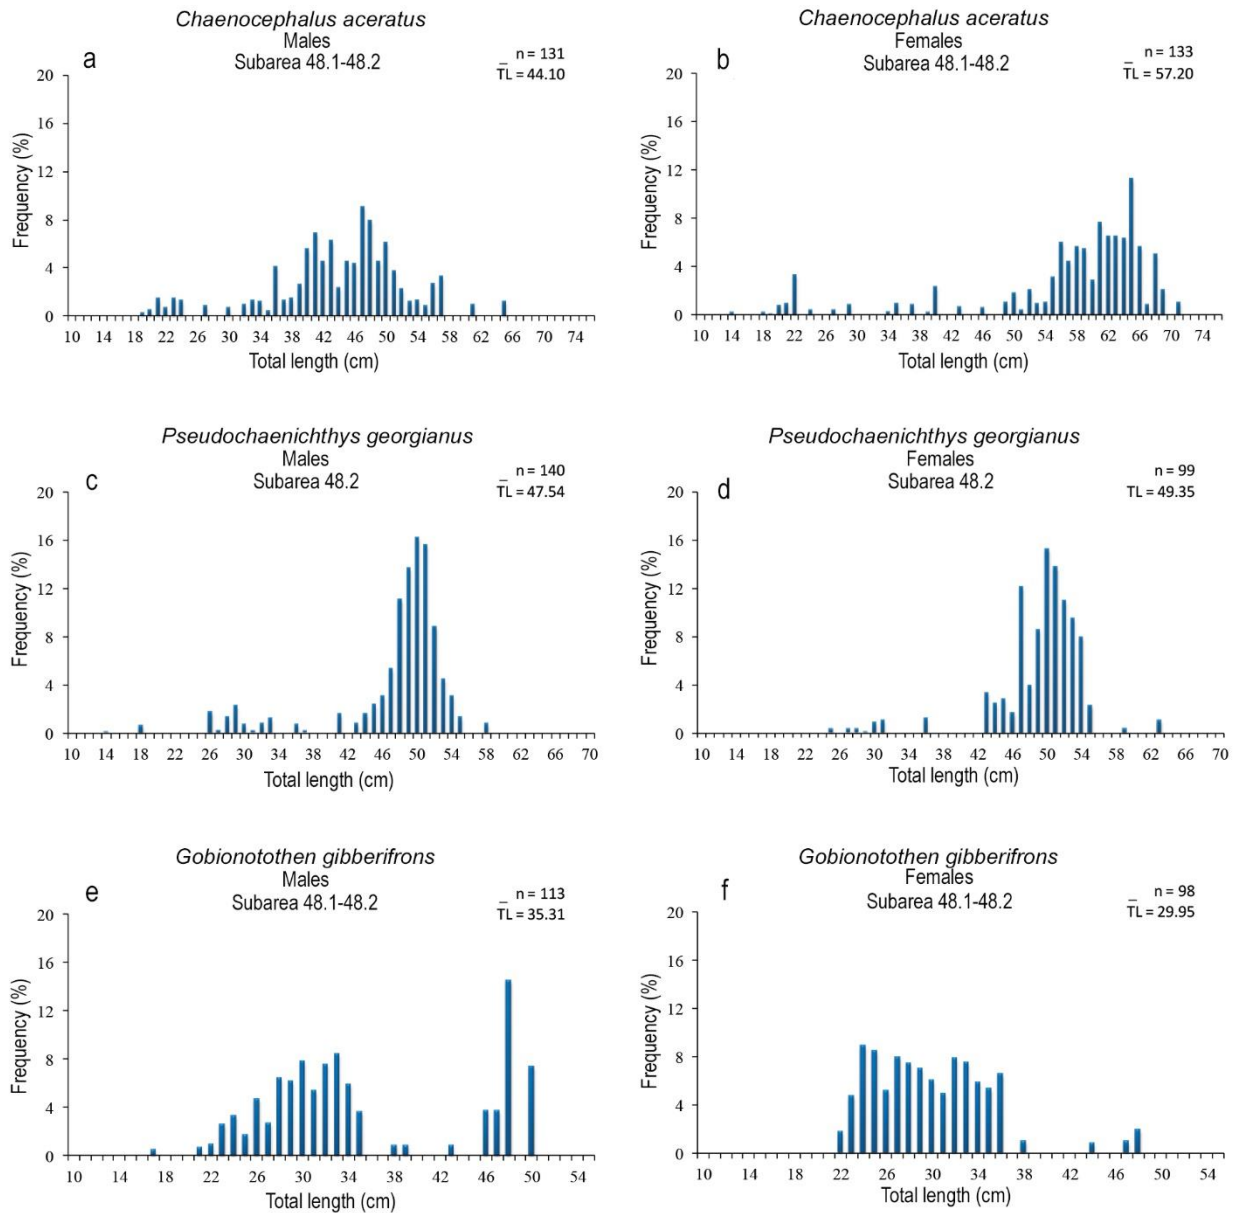 Chaenocephalus aceratus
Males
Subarea 48.1-48.2
a
n = 131
T̅L̅ = 44.10
20
16
12
8
4
0
Frequency (%)
10 14 18 22 26 30 34 38 42 46 50 54 58 62 66 70 74
Total length (cm)
Chaenocephalus aceratus
Females
Subarea 48.1-48.2
b
n = 133
T̅L̅ = 57.20
20
16
12
8
4
0
Frequency (%)
10 14 18 22 26 30 34 38 42 46 50 54 58 62 66 70 74
Total length (cm)
Pseudochaenichthys georgianus
Males
Subarea 48.2
c
n = 140
T̅L̅ = 47.54
20
16
12
8
4
0
Frequency (%)
10 14 18 22 26 30 34 38 42 46 50 54 58 62 66 70
Total length (cm)
Pseudochaenichthys georgianus
Females
Subarea 48.2
d
n = 99
TL = 49.35
20
16
12
8
4
0
Frequency (%)
10 14 18 22 26 30 34 38 42 46 50 54 58 62 66 70
Total length (cm)
Gobionotothen gibberifrons
Males
Subarea 48.1-48.2
e
n = 113
T̅L̅ = 35.31
20
16
12
8
4
0
Frequency (%)
10 14 18 22 26 30 34 38 42 46 50 54
Total length (cm)
Gobionotothen gibberifrons
Females
Subarea 48.1-48.2
f
n = 98
T̅L̅ = 29.95
20
16
12
8
4
0
Frequency (%)
10 14 18 22 26 30 34 38 42 46 50 54
Total length (cm)